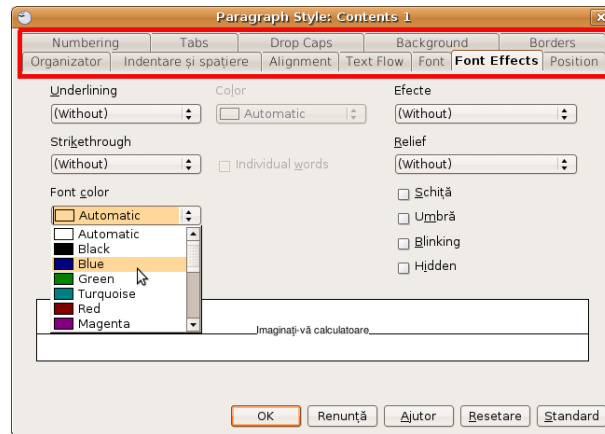 Paragraph Style: Contents 1
Numbering Tabs Drop Caps Background Borders
Organizator Indentare și spațiere Alignment Text Flow Font Font Effects Position
Underlining Color Efecte
(Without) Automatic (Without)
Strikethrough Relief
(Without) Individual words (Without)
Font color Schiță
Automatic Umbră
Automatic
Black Blinking
Blue Hidden
Green
Turquoise
Red
Magenta
Imaginați-vă calculatoare
OK Renunță Ajutor Resetare Standard